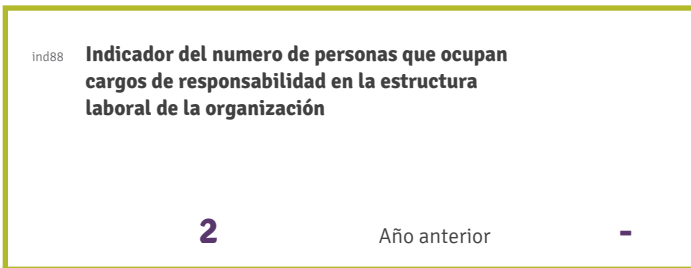 ind88 Indicador del numero de personas que ocupan
cargos de responsabilidad en la estructura
laboral de la organización
2 Año anterior -